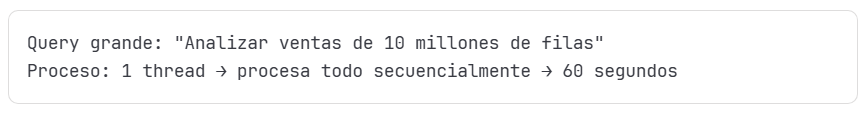 Query grande: "Analizar ventas de 10 millones de filas"
Proceso: 1 thread → procesa todo secuencialmente → 60 segundos